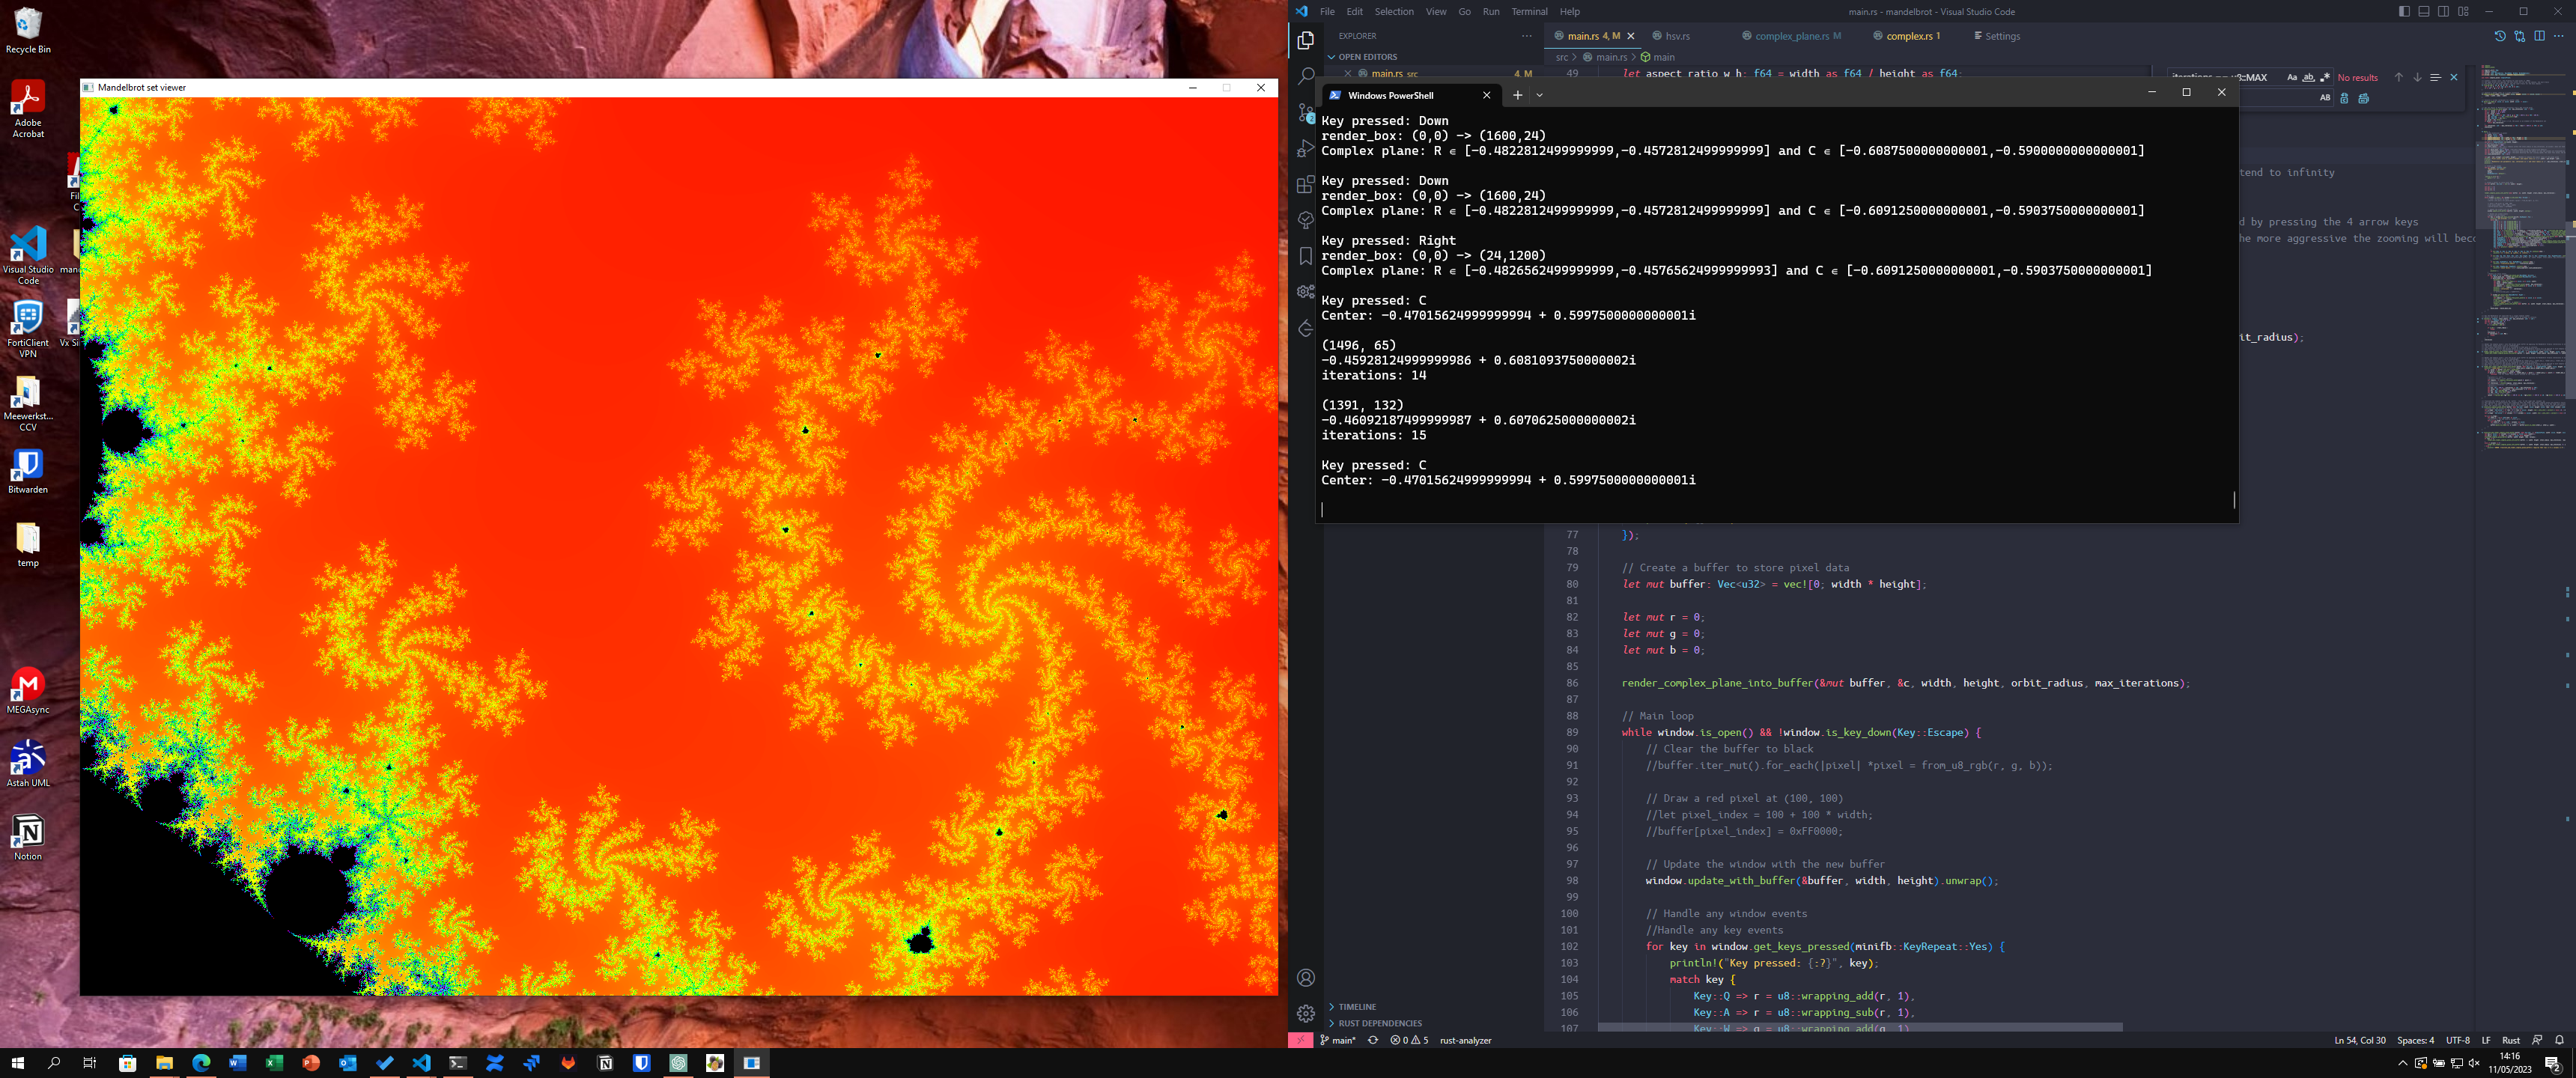 Recycle Bin
Adobe
Acrobat
Visual Studio
Code
FortiClient
VPN
Meewerkst...
CCV
Bitwarden
temp
MEGAsync
Astah UML
Notion
Mandelbrot set viewer
File Edit Selection View Go Run Terminal Help
main.rs - mandelbrot - Visual Studio Code
EXPLORER
OPEN EDITORS
main.rs src 4, M
main.rs 4, M
hsv.rs
complex_plane.rs M
complex.rs 1
Settings
src > main.rs > main
49 let aspect_ratio_w_h: f64 = width as f64 / height as f64;
No results
Windows PowerShell
Key pressed: Down
render_box: (0,0) -> (1600,24)
Complex plane: R ∊ [-0.4822812499999999,-0.4572812499999999] and C ∊ [-0.6087500000000001,-0.5900000000000001]
Key pressed: Down
render_box: (0,0) -> (1600,24)
Complex plane: R ∊ [-0.4822812499999999,-0.4572812499999999] and C ∊ [-0.6091250000000001,-0.5903750000000001]
Key pressed: Right
render_box: (0,0) -> (24,1200)
Complex plane: R ∊ [-0.4826562499999999,-0.45765624999999993] and C ∊ [-0.6091250000000001,-0.5903750000000001]
Key pressed: C
Center: -0.47015624999999994 + 0.5997500000000001i
(1496, 65)
-0.45928124999999986 + 0.6081093750000002i
iterations: 14
(1391, 132)
-0.46092187499999987 + 0.6070625000000002i
iterations: 15
Key pressed: C
Center: -0.47015624999999994 + 0.5997500000000001i
tend to infinity
d by pressing the 4 arrow keys
he more aggressive the zooming will beco
it_radius);
77 });
78
79 // Create a buffer to store pixel data
80 let mut buffer: Vec<u32> = vec![0; width * height];
81
82 let mut r = 0;
83 let mut g = 0;
84 let mut b = 0;
85
86 render_complex_plane_into_buffer(&mut buffer, &c, width, height, orbit_radius, max_iterations);
87
88 // Main loop
89 while window.is_open() && !window.is_key_down(Key::Escape) {
90 // Clear the buffer to black
91 //buffer.iter_mut().for_each(|pixel| *pixel = from_u8_rgb(r, g, b));
92
93 // Draw a red pixel at (100, 100)
94 //let pixel_index = 100 + 100 * width;
95 //buffer[pixel_index] = 0xFF0000;
96
97 // Update the window with the new buffer
98 window.update_with_buffer(&buffer, width, height).unwrap();
99
100 // Handle any window events
101 //Handle any key events
102 for key in window.get_keys_pressed(minifb::KeyRepeat::Yes) {
103 println!("Key pressed: {:?}", key);
104 match key {
105 Key::Q => r = u8::wrapping_add(r, 1),
106 Key::A => r = u8::wrapping_sub(r, 1),
107 Key::W => g = u8::wrapping_add(g, 1)
TIMELINE
RUST DEPENDENCIES
main* 0 5 rust-analyzer
Ln 54, Col 30 Spaces: 4 UTF-8 LF Rust
14:16
11/05/2023